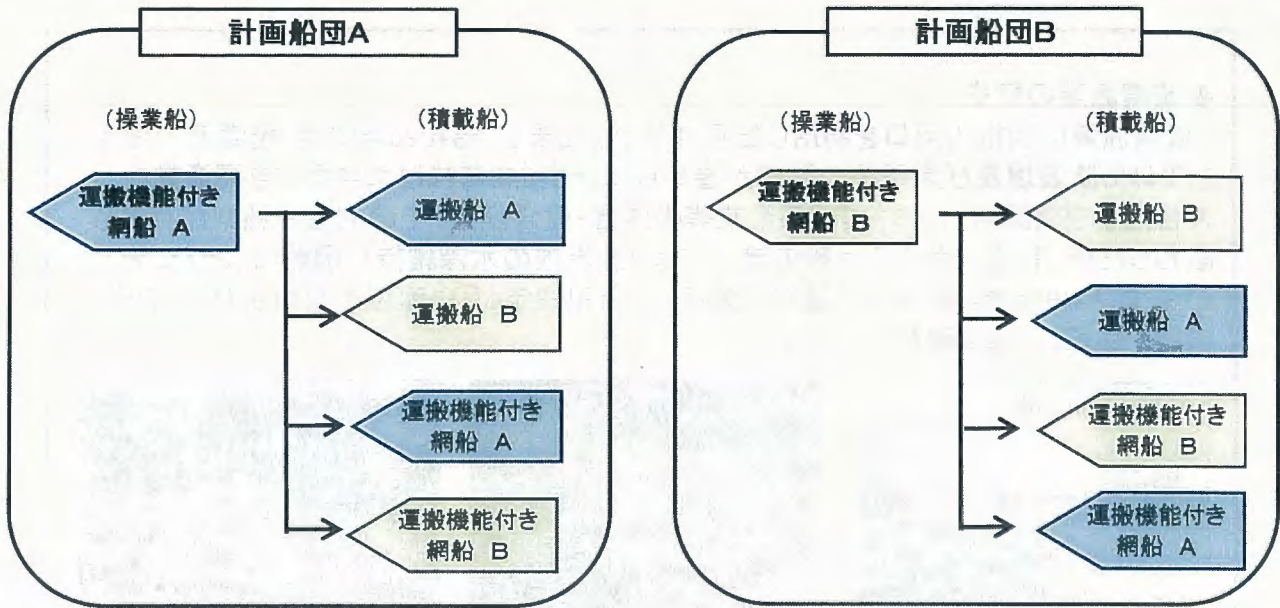 計画船団A
(操業船)
(積載船)
運搬機能付き
網船 A
運搬船 A
運搬船 B
運搬機能付き
網船 A
運搬機能付き
網船 B
計画船団B
(操業船)
(積載船)
運搬機能付き
網船 B
運搬船 B
運搬船 A
運搬機能付き
網船 B
運搬機能付き
網船 A